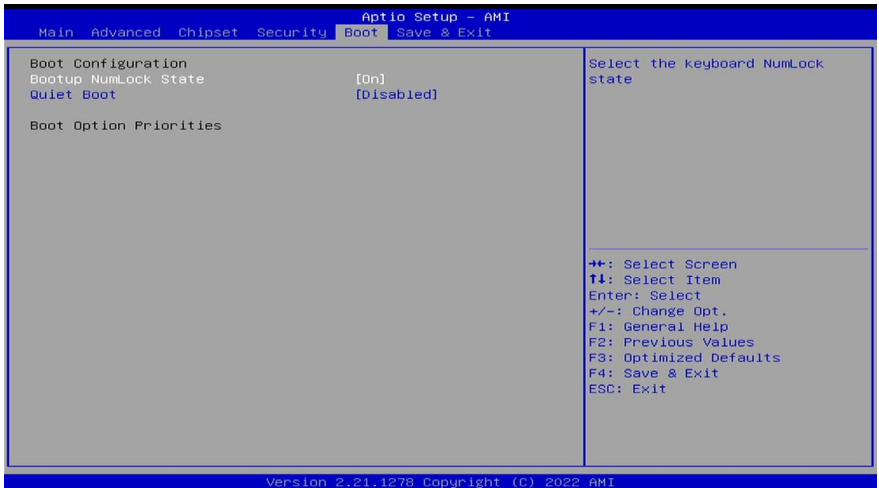 Aptio Setup – AMI
Main Advanced Chipset Security Boot Save & Exit
Boot Configuration
Bootup NumLock State [On]
Quiet Boot [Disabled]
Boot Option Priorities
Select the keyboard NumLock
state
→←: Select Screen
↑↓: Select Item
Enter: Select
+/-: Change Opt.
F1: General Help
F2: Previous Values
F3: Optimized Defaults
F4: Save & Exit
ESC: Exit
Version 2.21.1278 Copyright (C) 2022 AMI